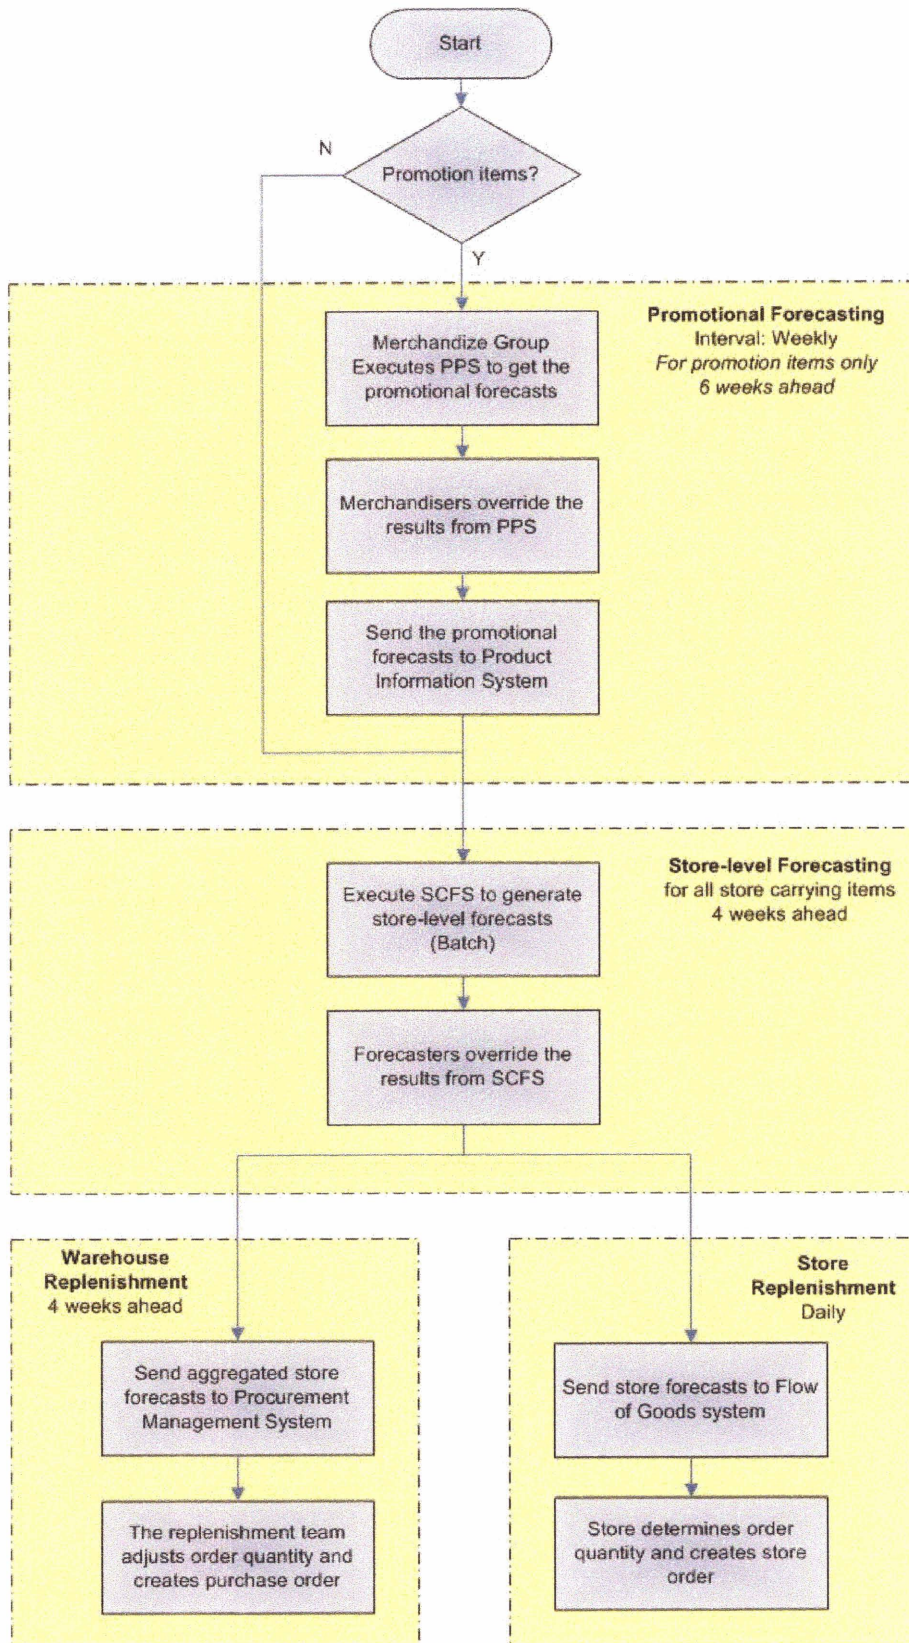 Start
N
Promotion items?
Y
Promotional Forecasting
Interval: Weekly
For promotion items only
6 weeks ahead
Merchandize Group
Executes PPS to get the
promotional forecasts
Merchandisers override the
results from PPS
Send the promotional
forecasts to Product
Information System
Store-level Forecasting
for all store carrying items
4 weeks ahead
Execute SCFS to generate
store-level forecasts
(Batch)
Forecasters override the
results from SCFS
Warehouse
Replenishment
4 weeks ahead
Send aggregated store
forecasts to Procurement
Management System
The replenishment team
adjusts order quantity and
creates purchase order
Store
Replenishment
Daily
Send store forecasts to Flow
of Goods system
Store determines order
quantity and creates store
order